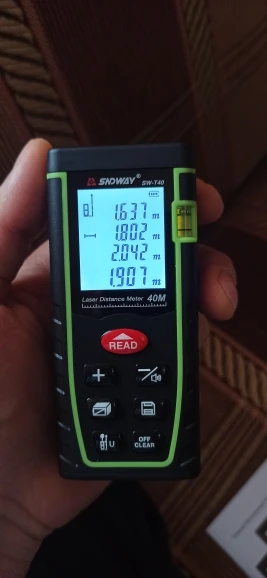 SNDWAY® SW-T40
1.637 m
1.802 m
2.042 m
1.907 m
Laser Distance Meter 40M
READ
+ −/
U OFF
CLEAR